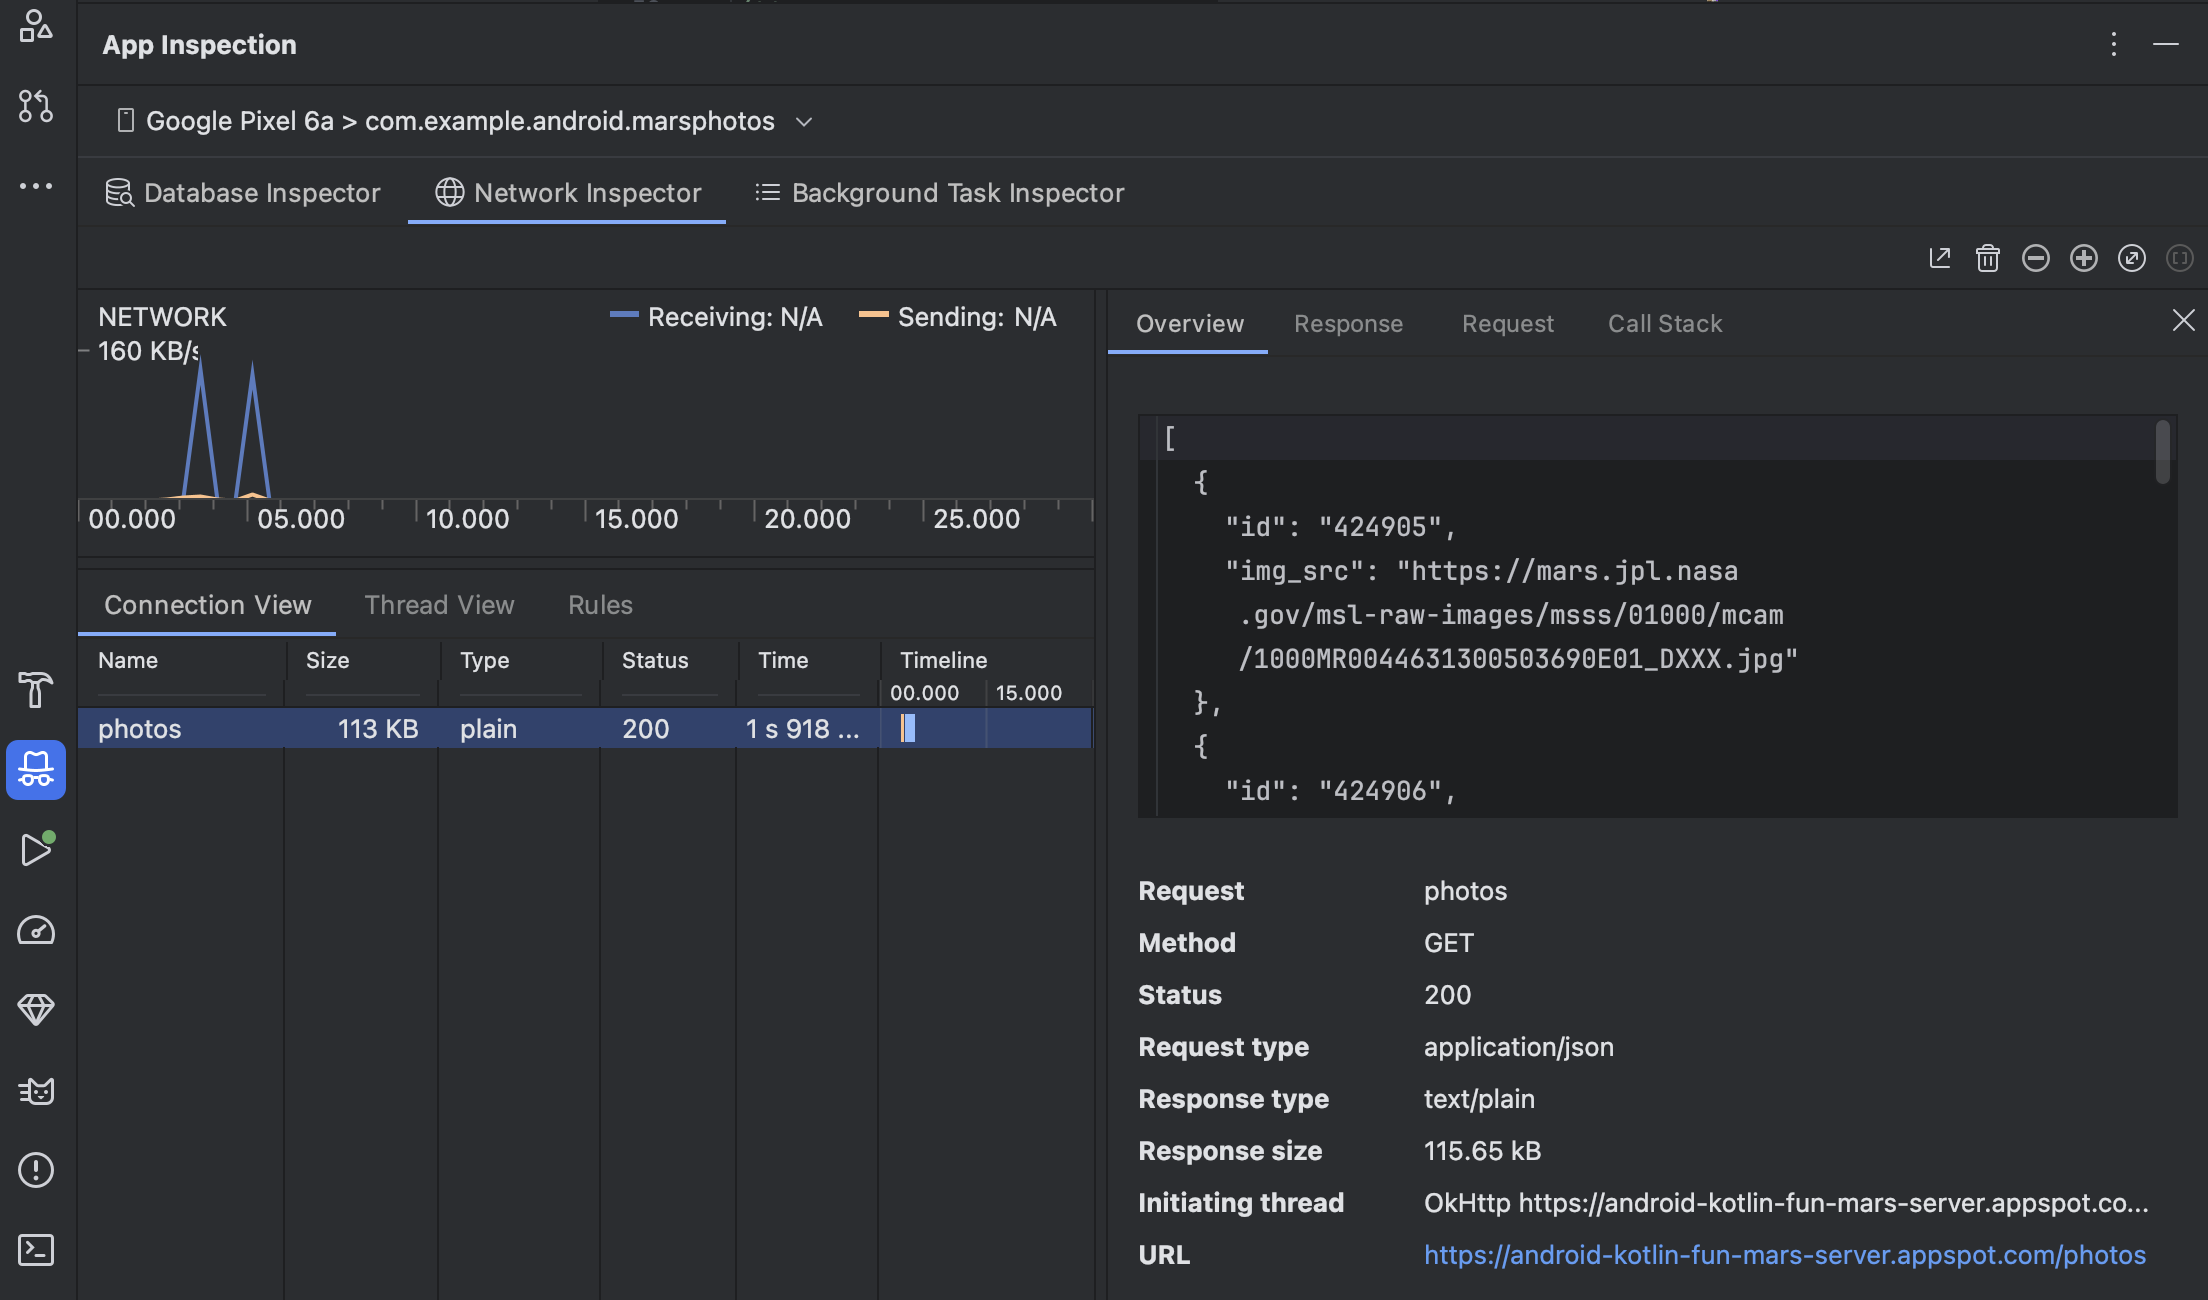 App Inspection
Google Pixel 6a > com.example.android.marsphotos
Database Inspector
Network Inspector
Background Task Inspector
NETWORK
Receiving: N/A
Sending: N/A
160 KB/s
00.000
05.000
10.000
15.000
20.000
25.000
Connection View
Thread View
Rules
Name
Size
Type
Status
Time
Timeline
00.000
15.000
photos
113 KB
plain
200
1 s 918 ...
Overview
Response
Request
Call Stack
[
{
"id": "424905",
"img_src": "https://mars.jpl.nasa
.gov/msl-raw-images/msss/01000/mcam
/1000MR0044631300503690E01_DXXX.jpg"
},
{
"id": "424906",
Request photos
Method GET
Status 200
Request type application/json
Response type text/plain
Response size 115.65 kB
Initiating thread OkHttp https://android-kotlin-fun-mars-server.appspot.co...
URL https://android-kotlin-fun-mars-server.appspot.com/photos